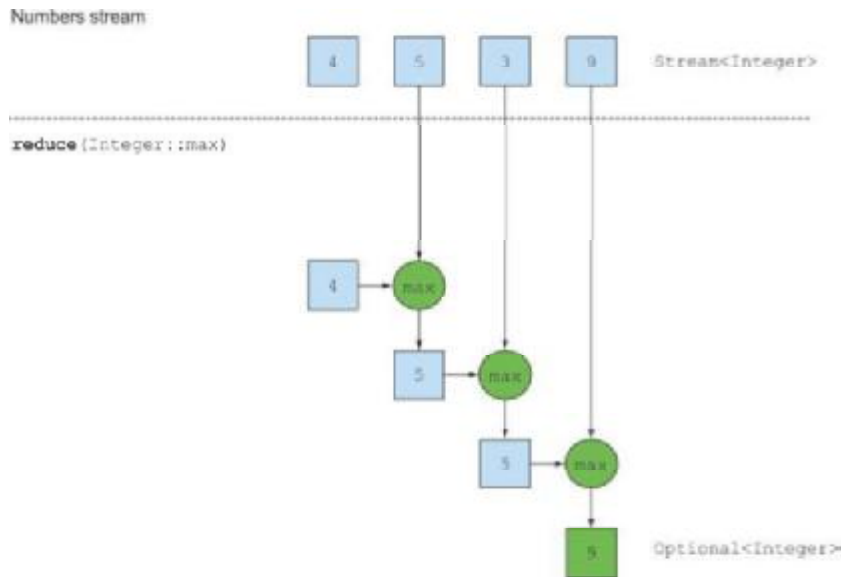 Numbers stream
4 5 3 9 Stream<Integer>
reduce(Integer::max)
4 max
5 max
5 max
9 Optional<Integer>